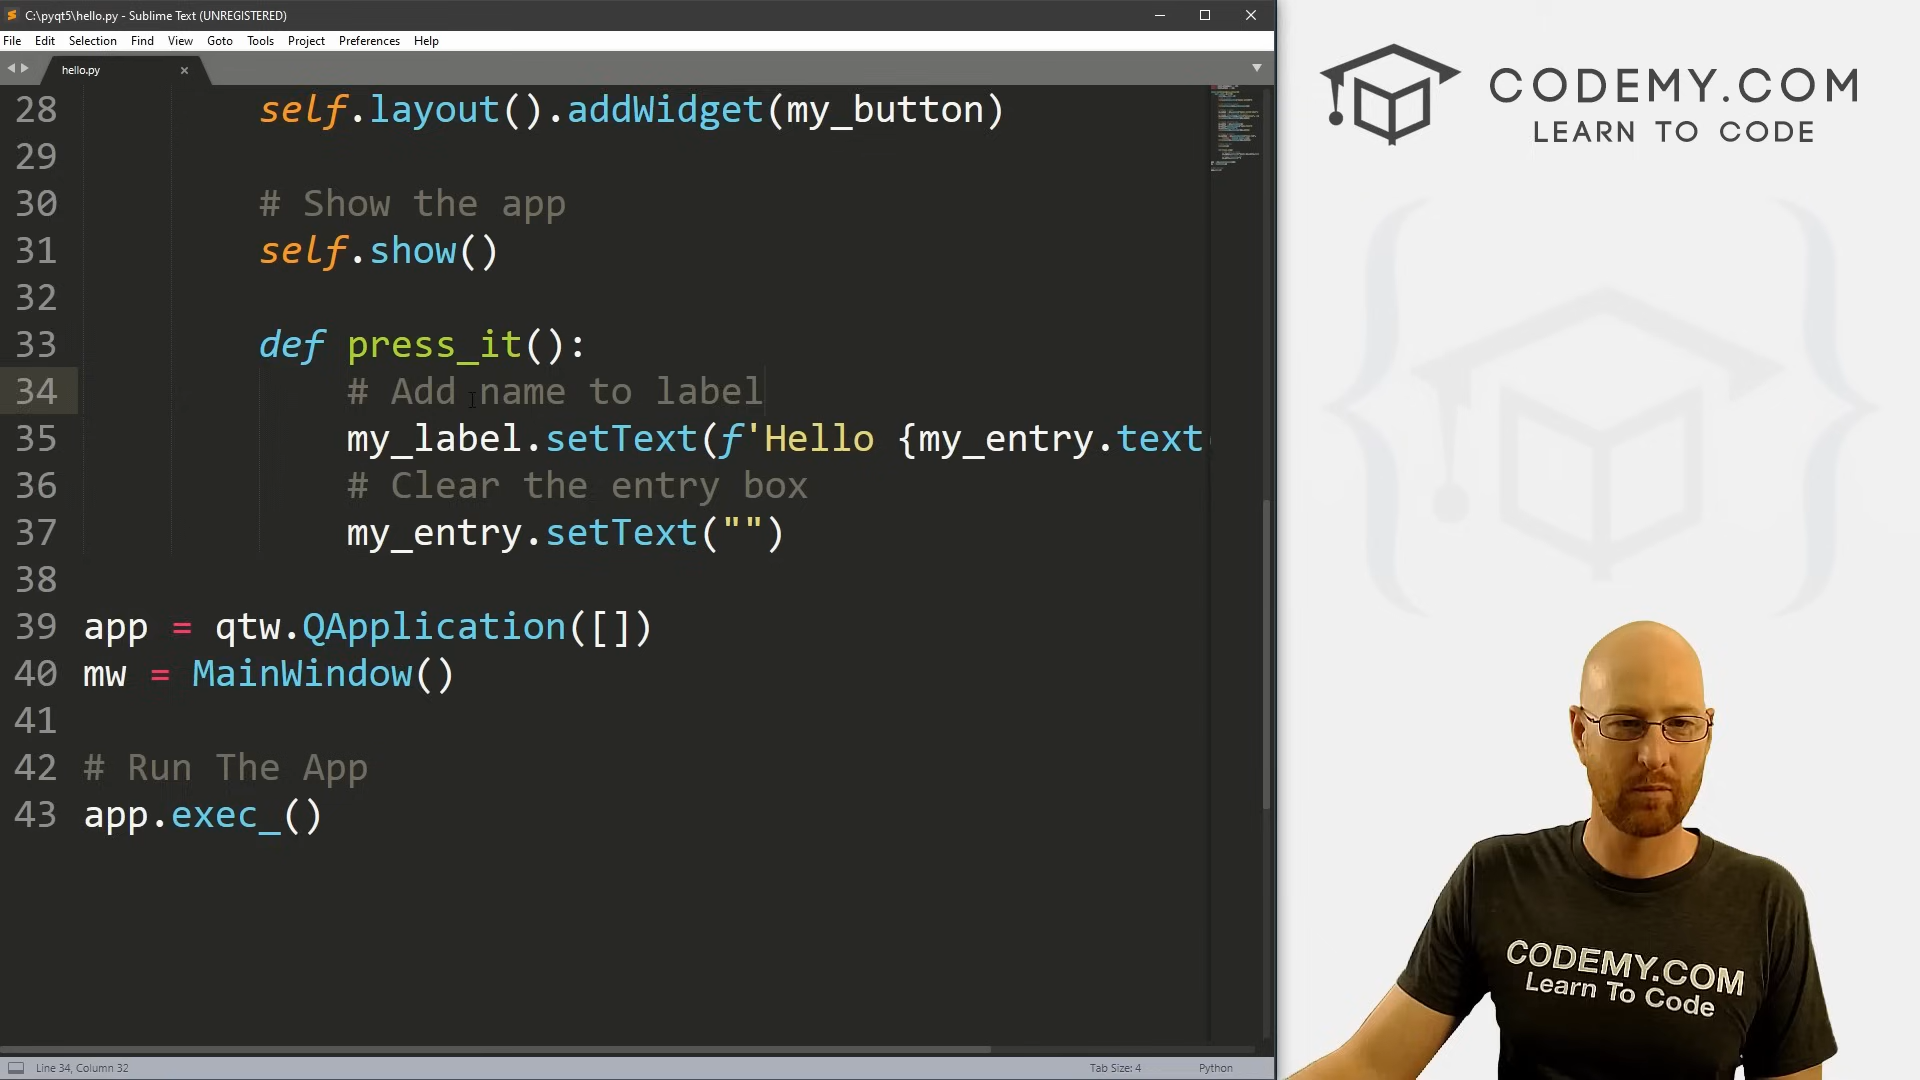 C:\pyqt5\hello.py - Sublime Text (UNREGISTERED)
File Edit Selection Find View Goto Tools Project Preferences Help
hello.py
28 self.layout().addWidget(my_button)
29
30 # Show the app
31 self.show()
32
33 def press_it():
34 # Add name to label
35 my_label.setText(f'Hello {my_entry.text
36 # Clear the entry box
37 my_entry.setText("")
38
39 app = qtw.QApplication([])
40 mw = MainWindow()
41
42 # Run The App
43 app.exec_()
Line 34, Column 32
Tab Size: 4
Python
CODEMY.COM
LEARN TO CODE
CODEMY.COM
Learn To Code